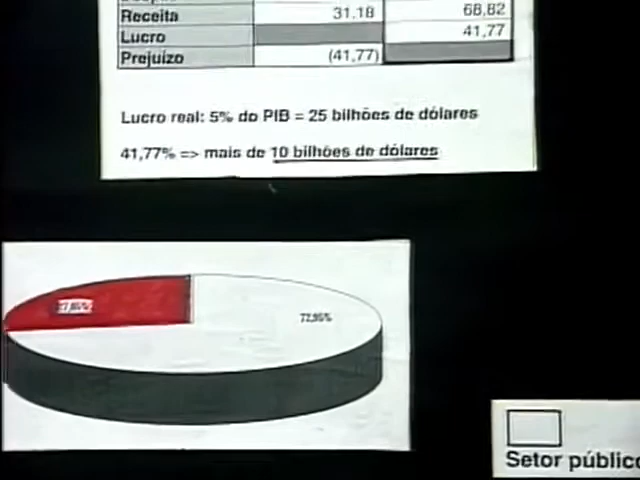 Receita 31,18 68,82
Lucro 41,77
Prejuízo (41,77)
Lucro real: 5% do PIB = 25 bilhões de dólares
41,77% => mais de 10 bilhões de dólares
72,95%
Setor público